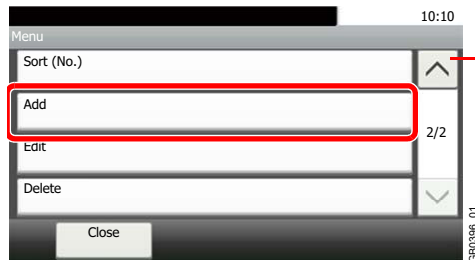 10:10
Menu
Sort (No.)
Add
2/2
Edit
Delete
Close
GB0396_01